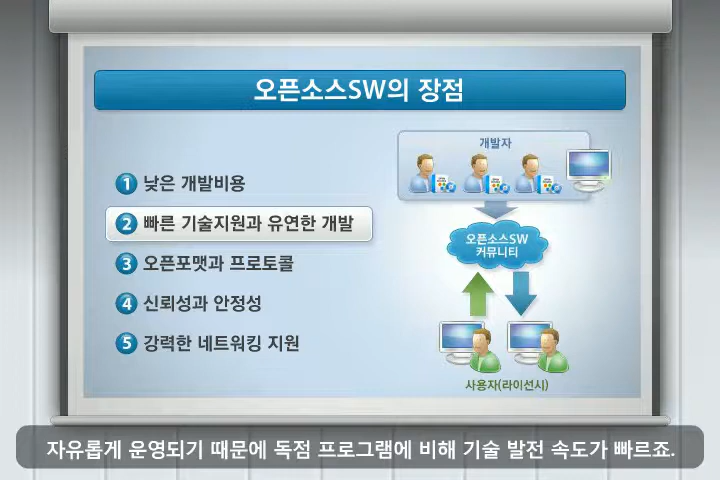 오픈소스SW의 장점
1 낮은 개발비용
2 빠른 기술지원과 유연한 개발
3 오픈포맷과 프로토콜
4 신뢰성과 안정성
5 강력한 네트워킹 지원
개발자
오픈소스SW
커뮤니티
사용자(라이선시)
자유롭게 운영되기 때문에 독점 프로그램에 비해 기술 발전 속도가 빠르죠.